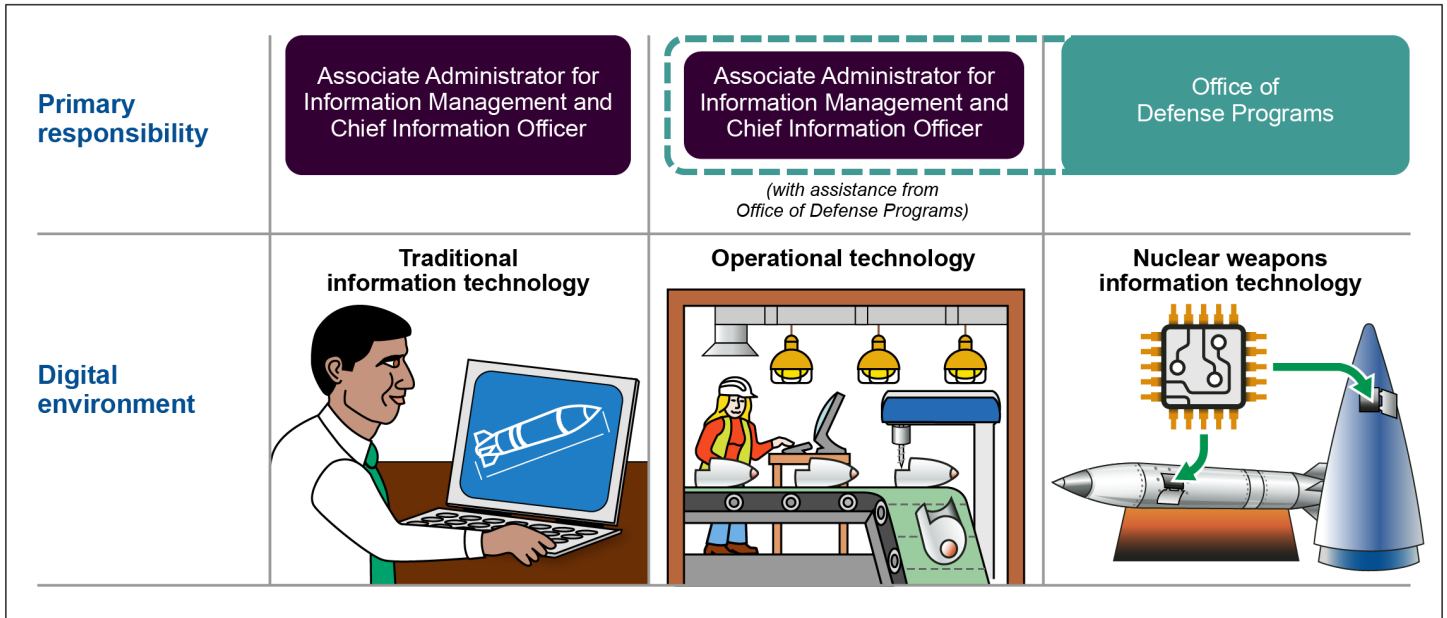 Primary
responsibility
Associate Administrator for
Information Management and
Chief Information Officer
Associate Administrator for
Information Management and
Chief Information Officer
(with assistance from
Office of Defense Programs)
Office of
Defense Programs
Digital
environment
Traditional
information technology
Operational technology
Nuclear weapons
information technology